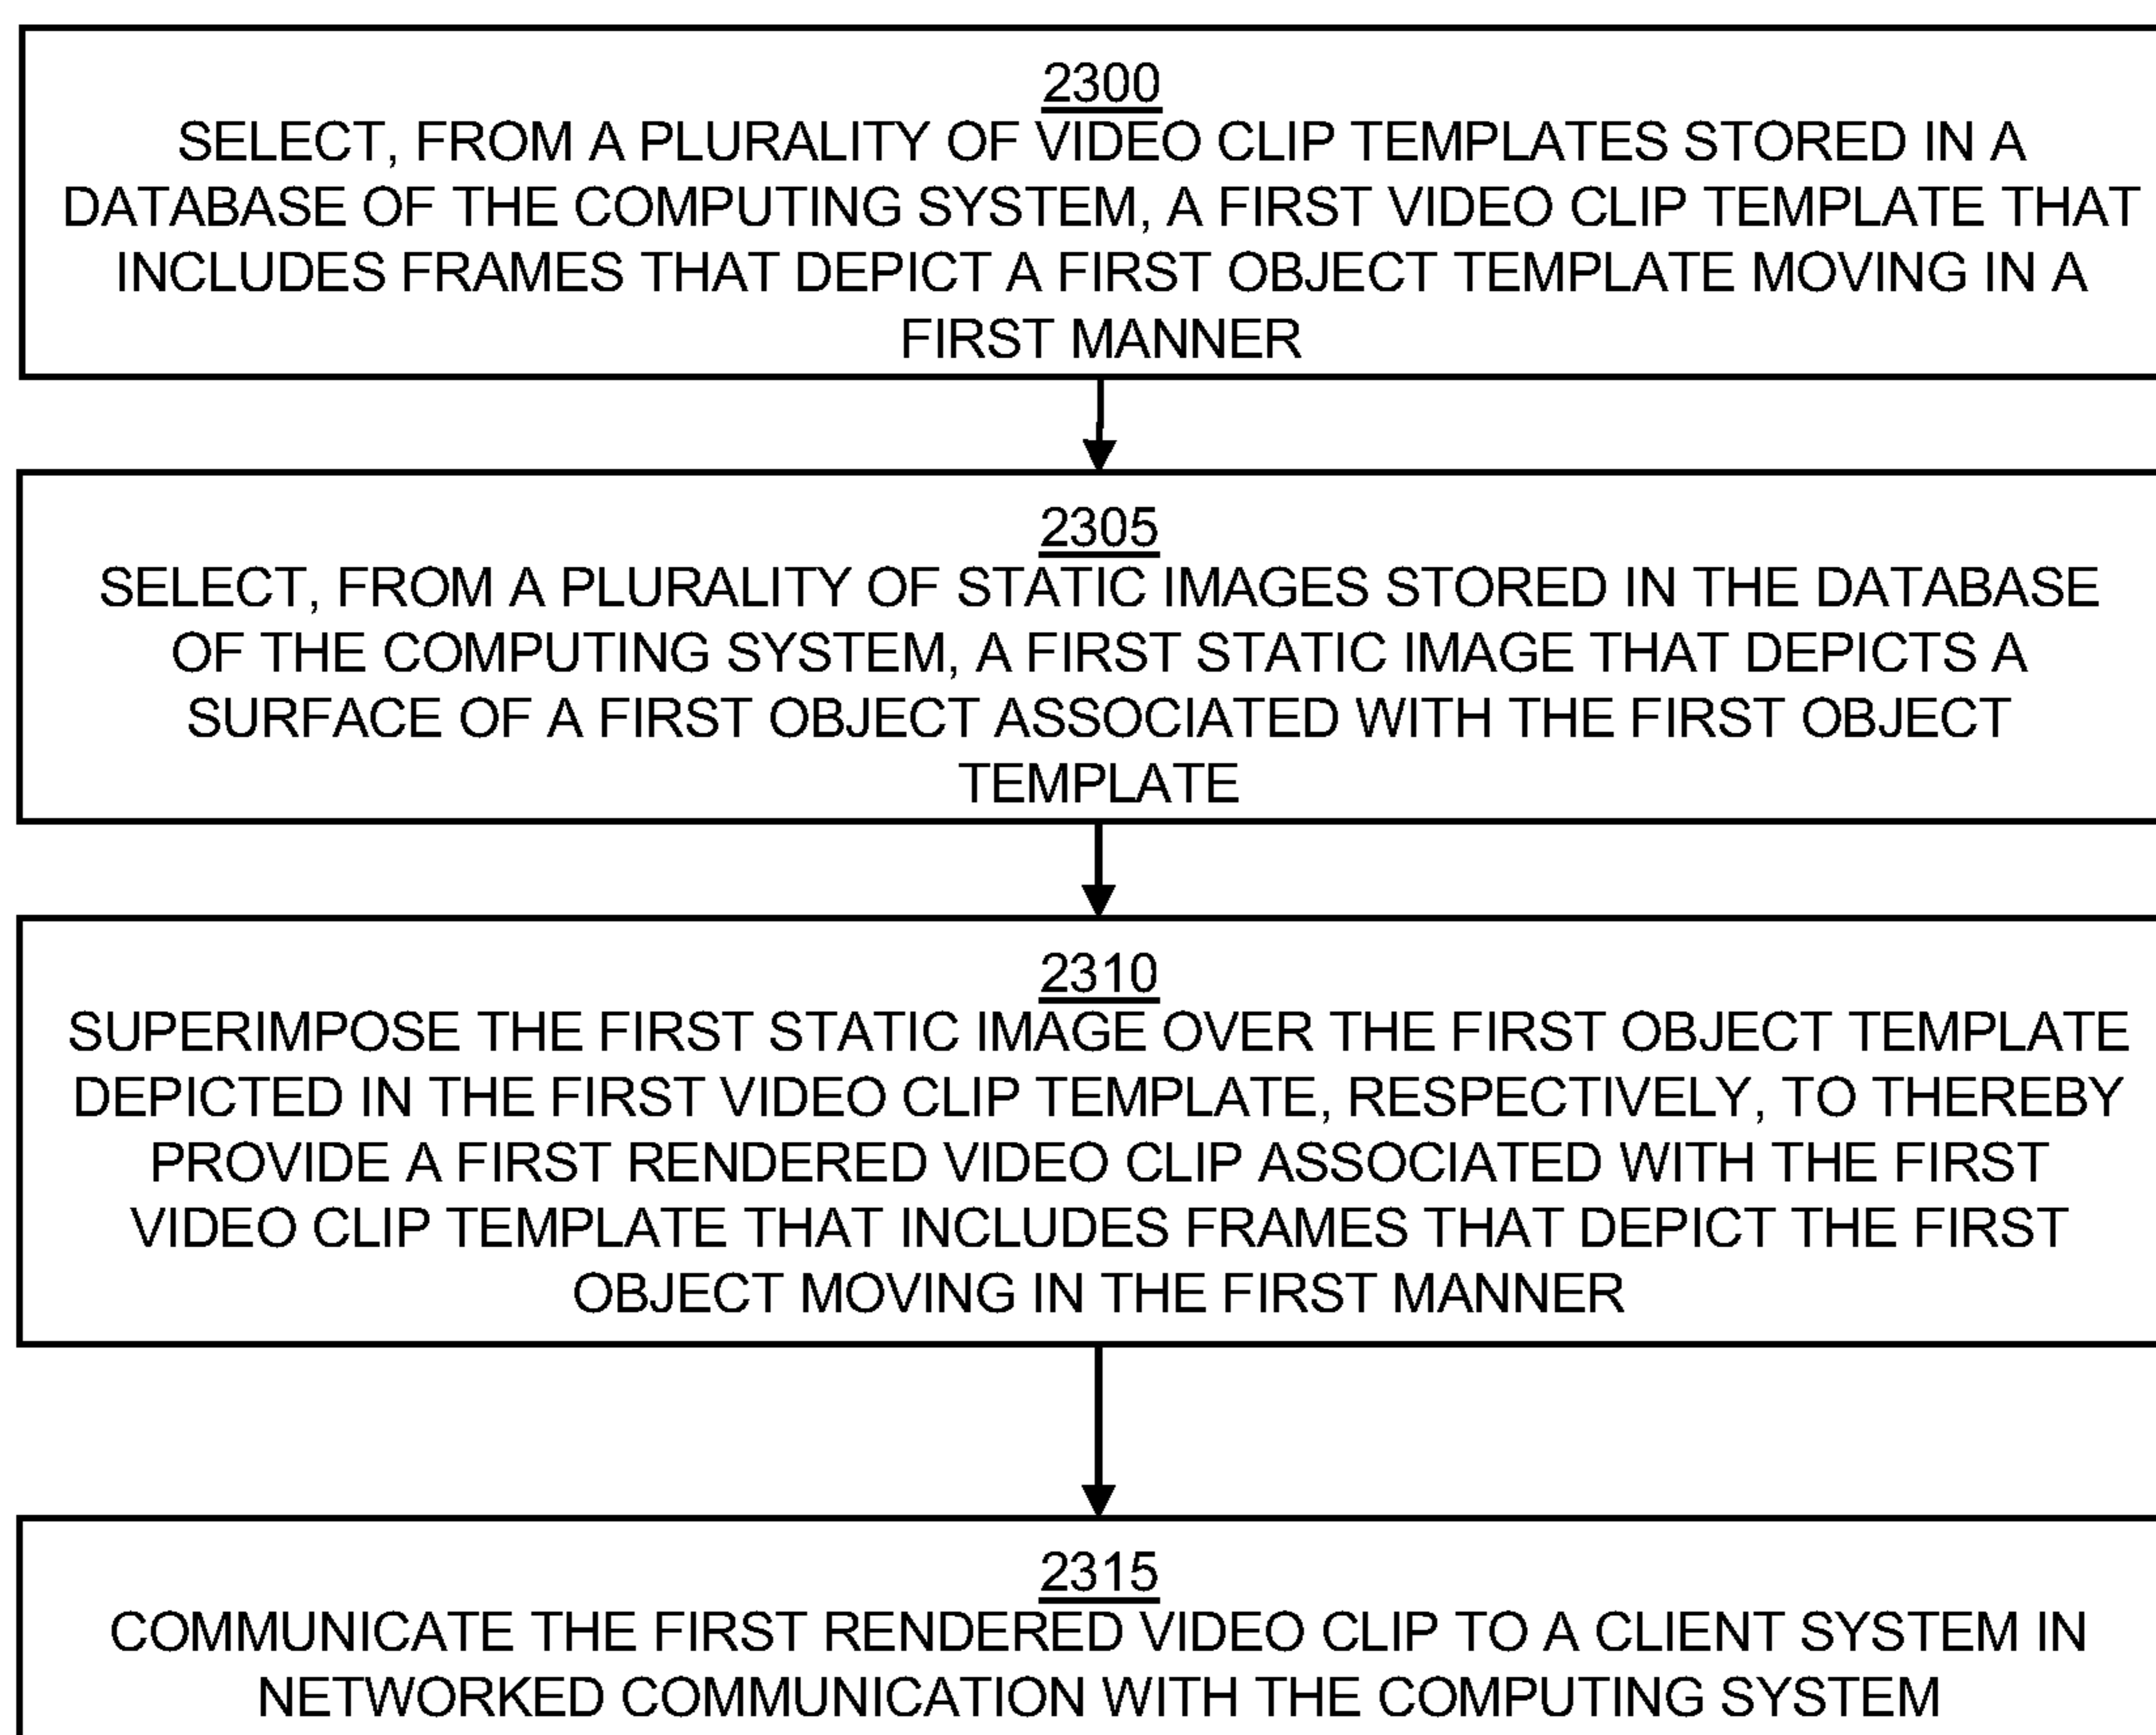 2300
SELECT, FROM A PLURALITY OF VIDEO CLIP TEMPLATES STORED IN A
DATABASE OF THE COMPUTING SYSTEM, A FIRST VIDEO CLIP TEMPLATE THAT
INCLUDES FRAMES THAT DEPICT A FIRST OBJECT TEMPLATE MOVING IN A
FIRST MANNER
2305
SELECT, FROM A PLURALITY OF STATIC IMAGES STORED IN THE DATABASE
OF THE COMPUTING SYSTEM, A FIRST STATIC IMAGE THAT DEPICTS A
SURFACE OF A FIRST OBJECT ASSOCIATED WITH THE FIRST OBJECT
TEMPLATE
2310
SUPERIMPOSE THE FIRST STATIC IMAGE OVER THE FIRST OBJECT TEMPLATE
DEPICTED IN THE FIRST VIDEO CLIP TEMPLATE, RESPECTIVELY, TO THEREBY
PROVIDE A FIRST RENDERED VIDEO CLIP ASSOCIATED WITH THE FIRST
VIDEO CLIP TEMPLATE THAT INCLUDES FRAMES THAT DEPICT THE FIRST
OBJECT MOVING IN THE FIRST MANNER
2315
COMMUNICATE THE FIRST RENDERED VIDEO CLIP TO A CLIENT SYSTEM IN
NETWORKED COMMUNICATION WITH THE COMPUTING SYSTEM